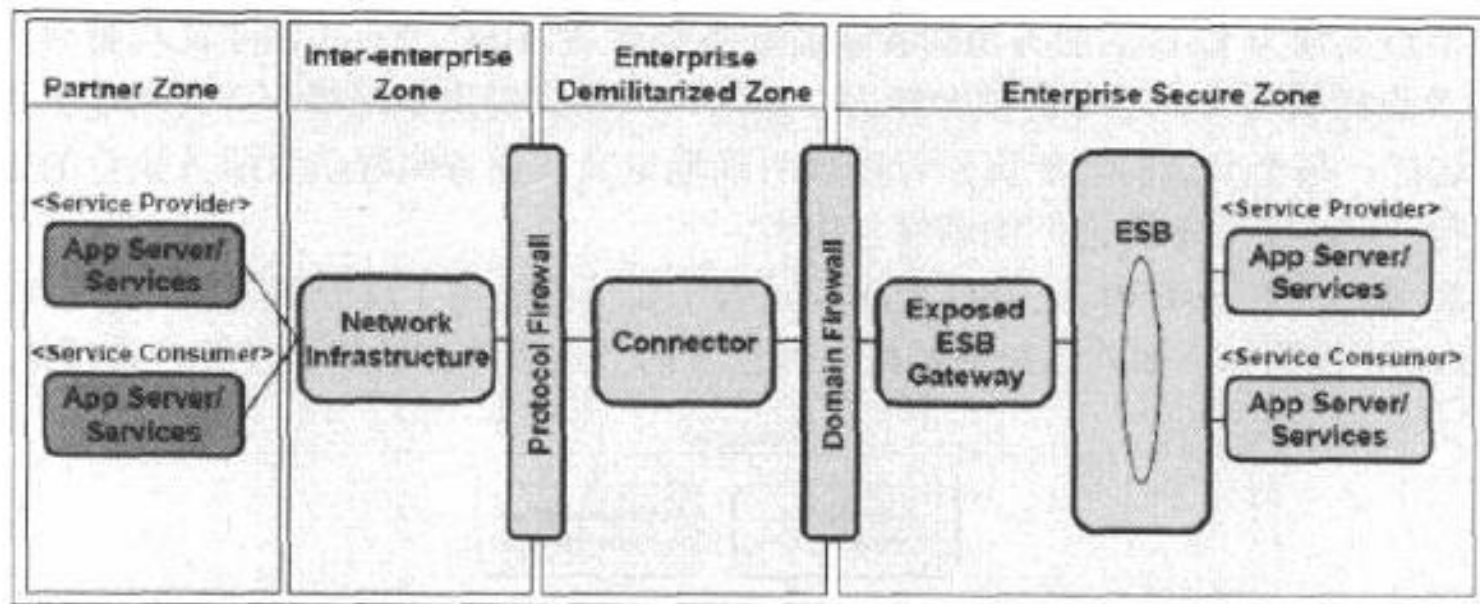 Partner Zone
Inter-enterprise
Zone
Enterprise
Demilitarized Zone
Enterprise Secure Zone
<Service Provider>
App Server/
Services
<Service Consumer>
App Server/
Services
Network
Infrastructure
Protocol Firewall
Connector
Domain Firewall
Exposed
ESB
Gateway
ESB
<Service Provider>
App Server/
Services
<Service Consumer>
App Server/
Services